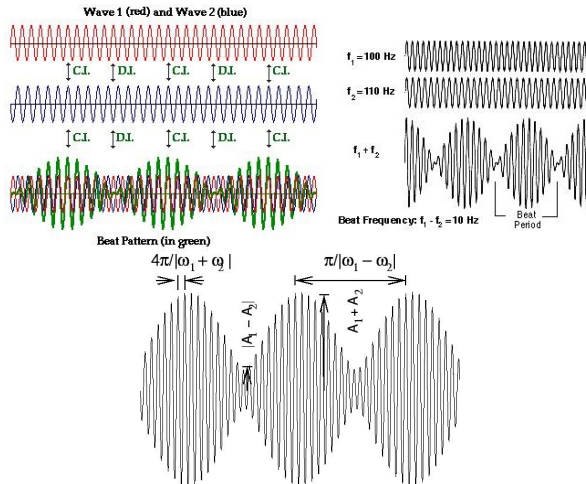 Wave 1 (red) and Wave 2 (blue)
C.I. D.I. C.I. D.I. C.I.
C.I. D.I. C.I. D.I. C.I.
Beat Pattern (in green)
f1 = 100 Hz
f2 = 110 Hz
f1 + f2
Beat
Period
Beat Frequency: f1 - f2 = 10 Hz
4π/|ω1 + ω2|
π/|ω1 − ω2|
|A1 − A2|
A1 + A2